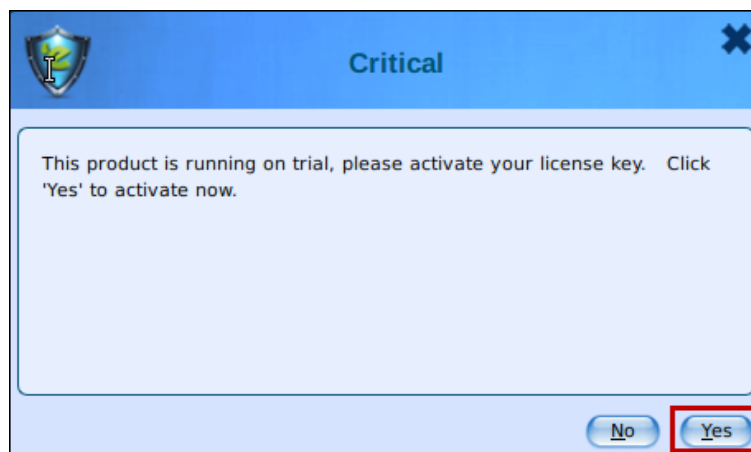 Critical
This product is running on trial, please activate your license key. Click
'Yes' to activate now.
No
Yes